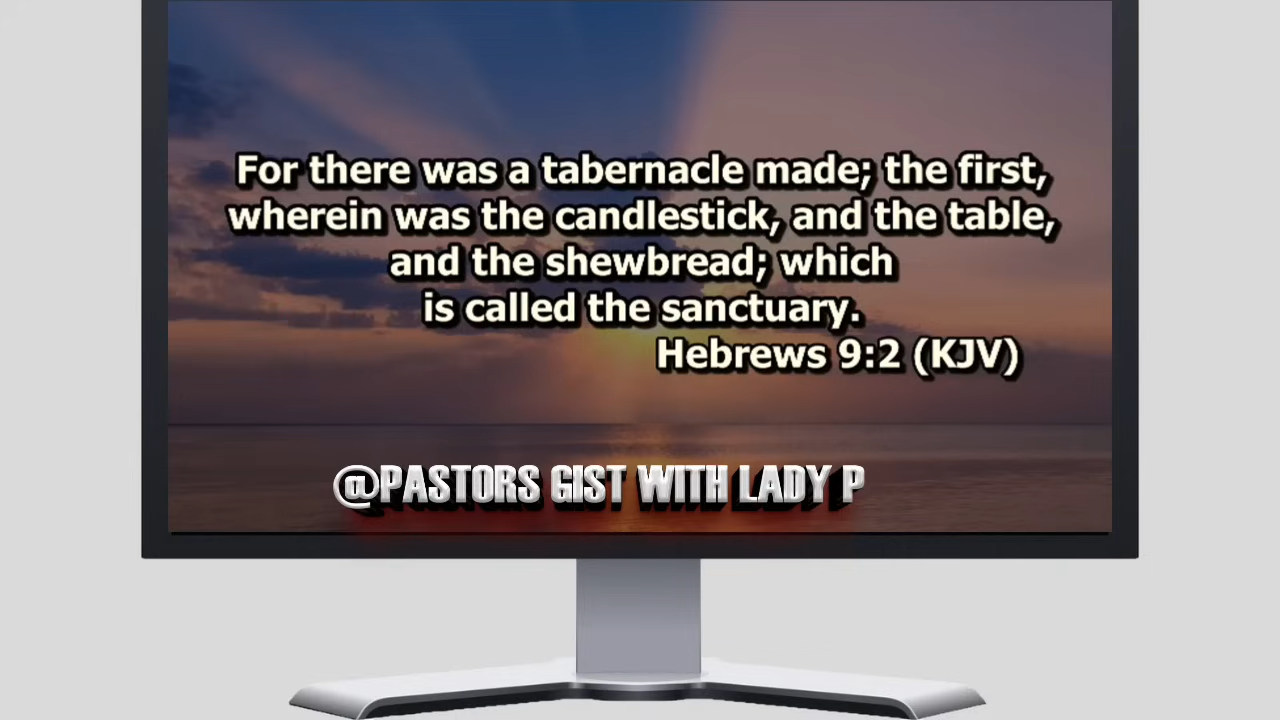 For there was a tabernacle made; the first,
wherein was the candlestick, and the table,
and the shewbread; which
is called the sanctuary.
Hebrews 9:2 (KJV)
@PASTORS GIST WITH LADY P